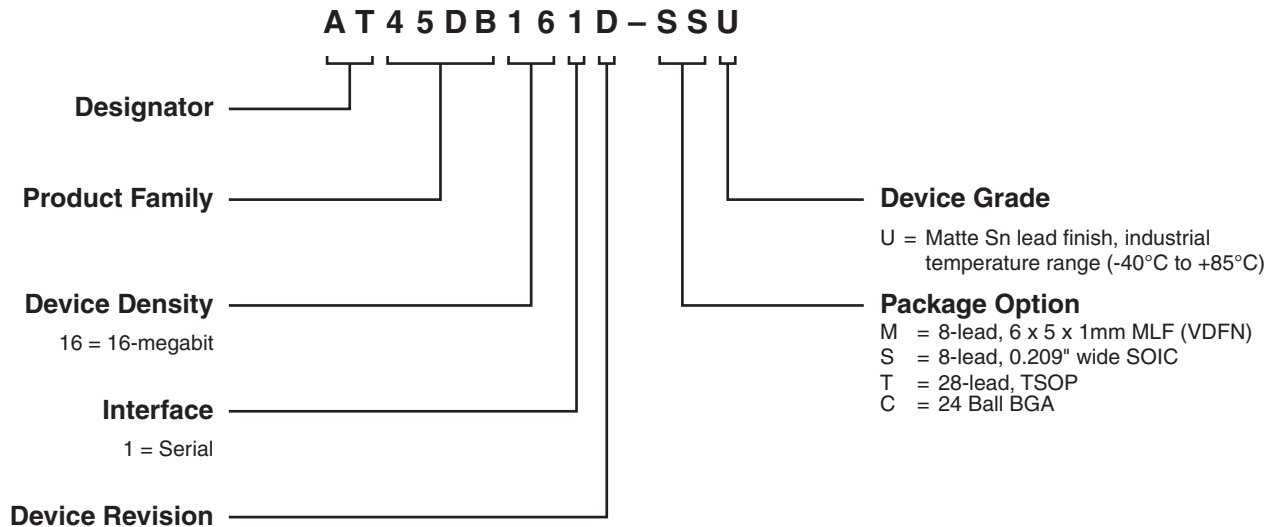 AT45DB161D–SSU
Designator
Product Family
Device Density
16 = 16-megabit
Interface
1 = Serial
Device Revision
Device Grade
U = Matte Sn lead finish, industrial
temperature range (-40°C to +85°C)
Package Option
M = 8-lead, 6 x 5 x 1mm MLF (VDFN)
S = 8-lead, 0.209" wide SOIC
T = 28-lead, TSOP
C = 24 Ball BGA